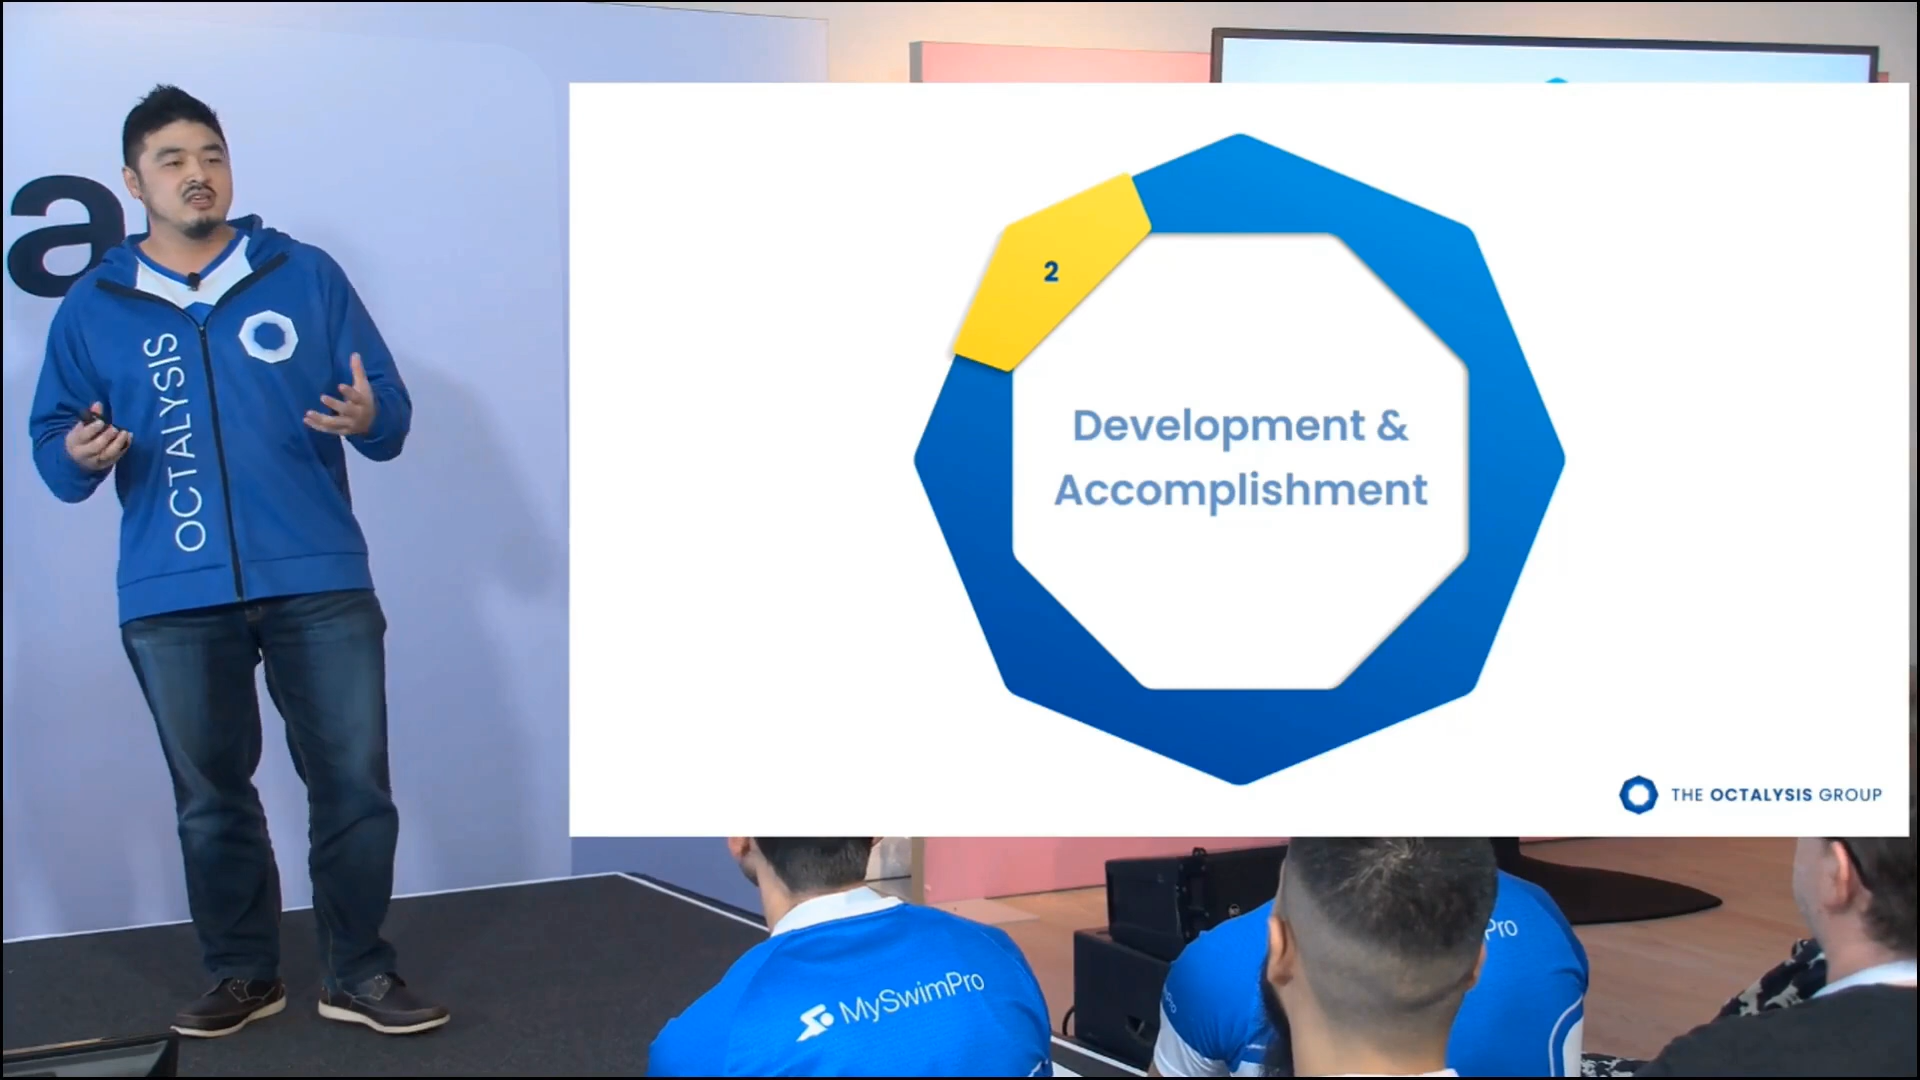 a
OCTALYSIS
2
Development &
Accomplishment
THE OCTALYSIS GROUP
MySwimPro
Pro